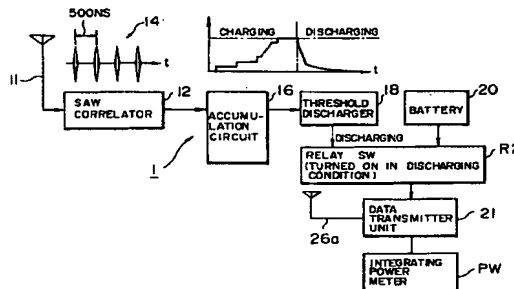 500NS
14
CHARGING
DISCHARGING
t
t
11
12
16
18
20
SAW CORRELATOR
ACCUMU-
LATION
CIRCUIT
THRESHOLD
DISCHARGER
BATTERY
1
DISCHARGING
RELAY SW
(TURNED ON IN DISCHARGING
CONDITION)
R2
26a
DATA
TRANSMITTER
UNIT
21
INTEGRATING
POWER
METER
PW